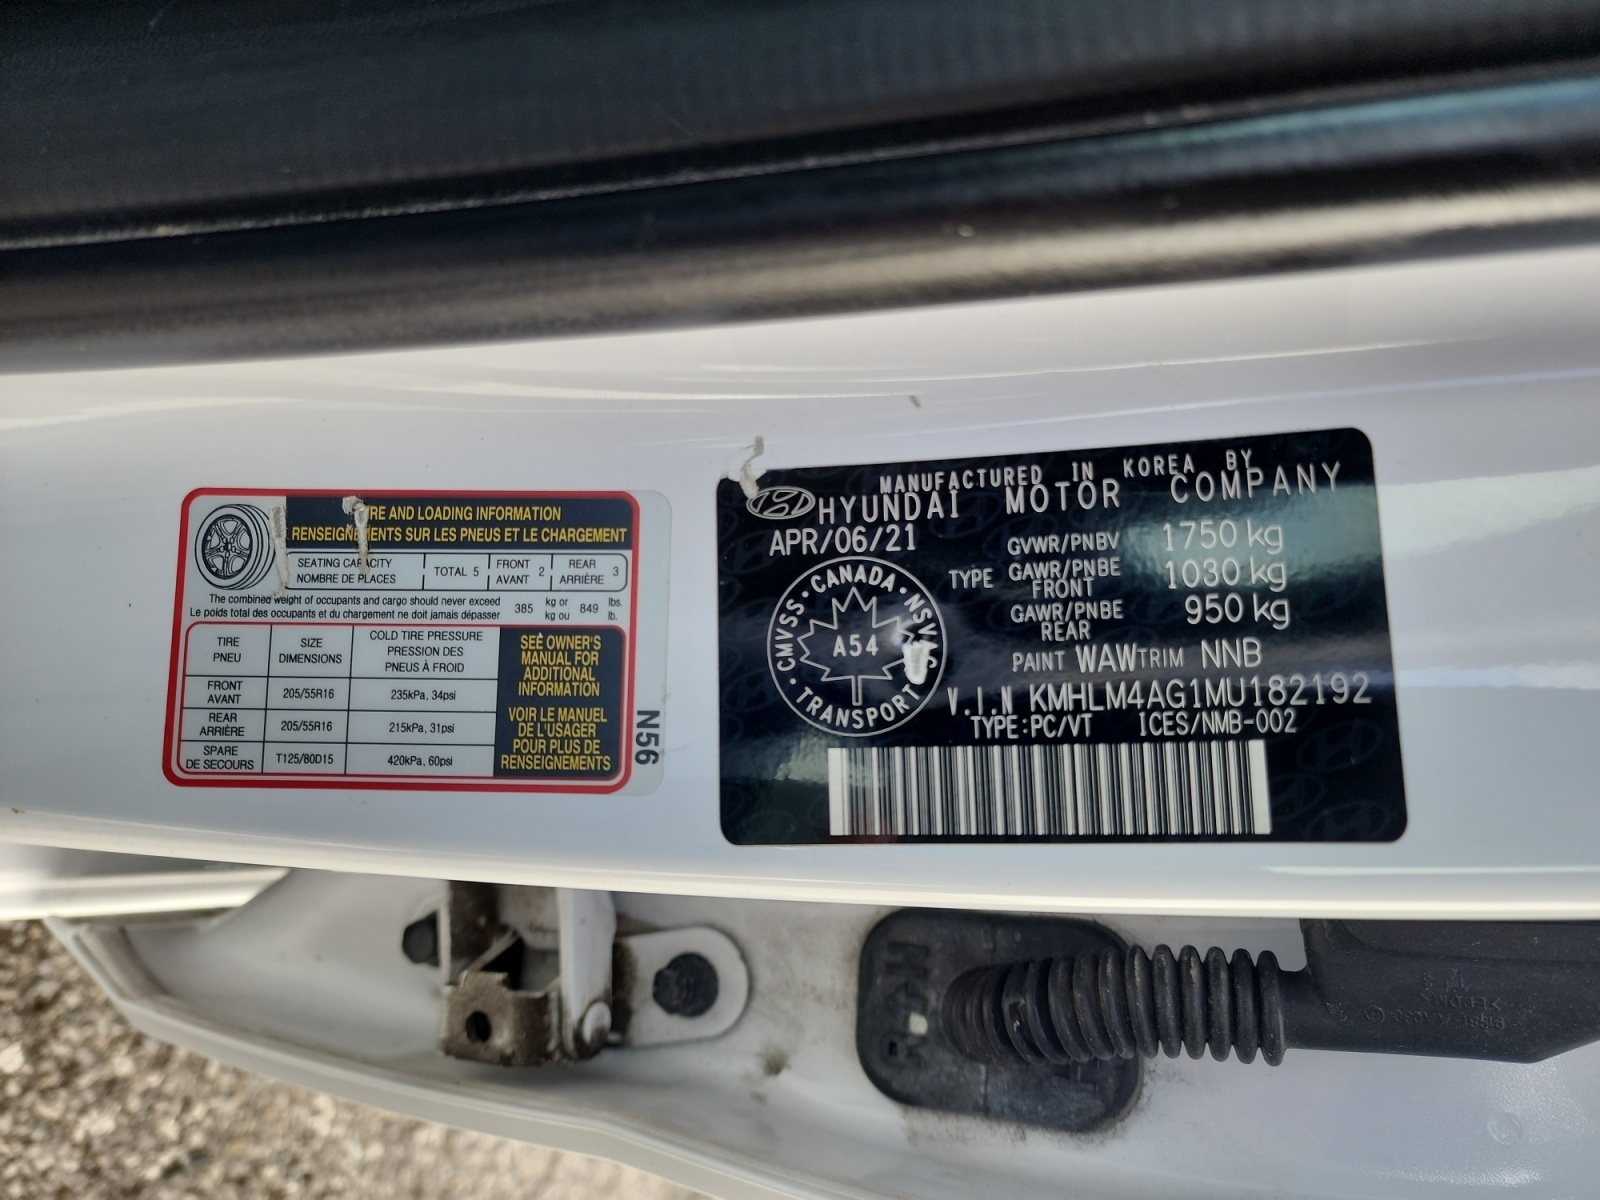 TIRE AND LOADING INFORMATION
RENSEIGNEMENTS SUR LES PNEUS ET LE CHARGEMENT
SEATING CAPACITY
NOMBRE DE PLACES
TOTAL 5
FRONT
AVANT
2
REAR
ARRIÈRE
3
The combined weight of occupants and cargo should never exceed
Le poids total des occupants et du chargement ne doit jamais dépasser
385
kg or
kg ou
849
lbs.
lb.
TIRE
PNEU
SIZE
DIMENSIONS
COLD TIRE PRESSURE
PRESSION DES
PNEUS À FROID
FRONT
AVANT
205/55R16
235kPa, 34psi
REAR
ARRIÈRE
205/55R16
215kPa, 31psi
SPARE
DE SECOURS
T125/80D15
420kPa, 60psi
SEE OWNER'S
MANUAL FOR
ADDITIONAL
INFORMATION
VOIR LE MANUEL
DE L'USAGER
POUR PLUS DE
RENSEIGNEMENTS
N56
MANUFACTURED IN KOREA BY
HYUNDAI MOTOR COMPANY
APR/06/21
GVWR/PNBV 1750 kg
TYPE GAWR/PNBE FRONT 1030 kg
GAWR/PNBE REAR 950 kg
CANADA · NSVAC · TRANSPORT · CMVSS ·
A54
PAINT WAW TRIM NNB
V.I.N KMHLM4AG1MU182192
TYPE:PC/VT ICES/NMB-002